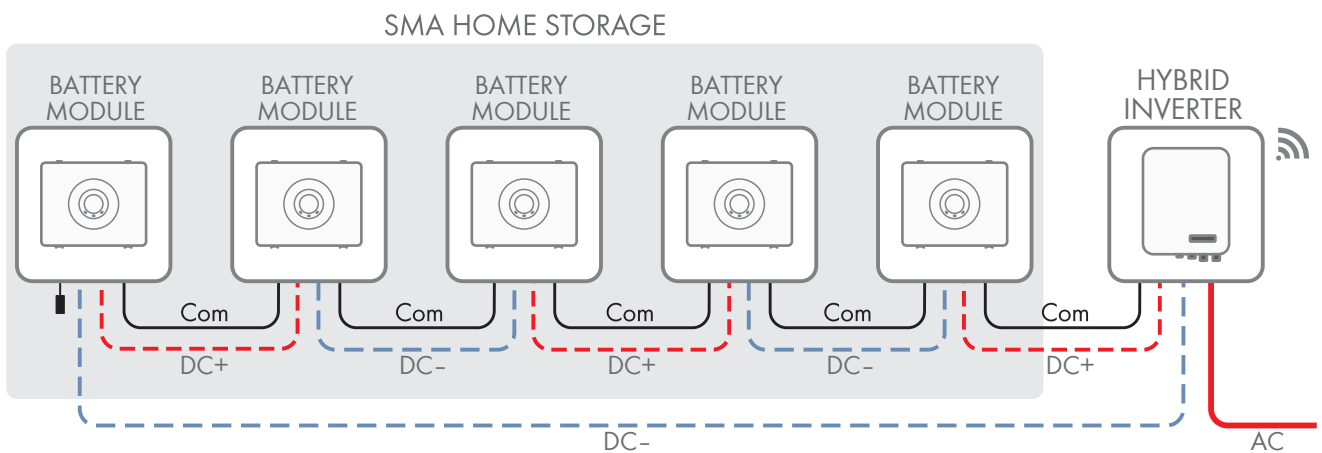 SMA HOME STORAGE
BATTERY
MODULE
BATTERY
MODULE
BATTERY
MODULE
BATTERY
MODULE
BATTERY
MODULE
HYBRID
INVERTER
Com
Com
Com
Com
Com
DC+
DC–
DC+
DC–
DC+
DC–
AC